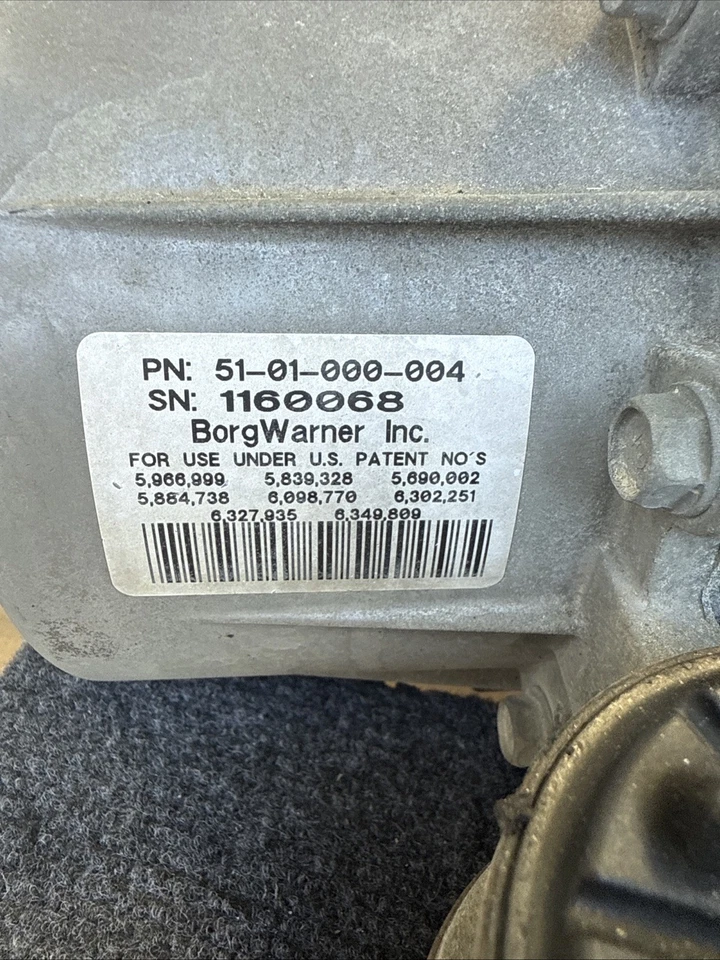 PN: 51-01-000-004
SN: 1160068
BorgWarner Inc.
FOR USE UNDER U.S. PATENT NO'S
5,966,999 5,839,328 5,690,002
5,884,738 6,098,770 6,302,251
6,327,935 6,349,809